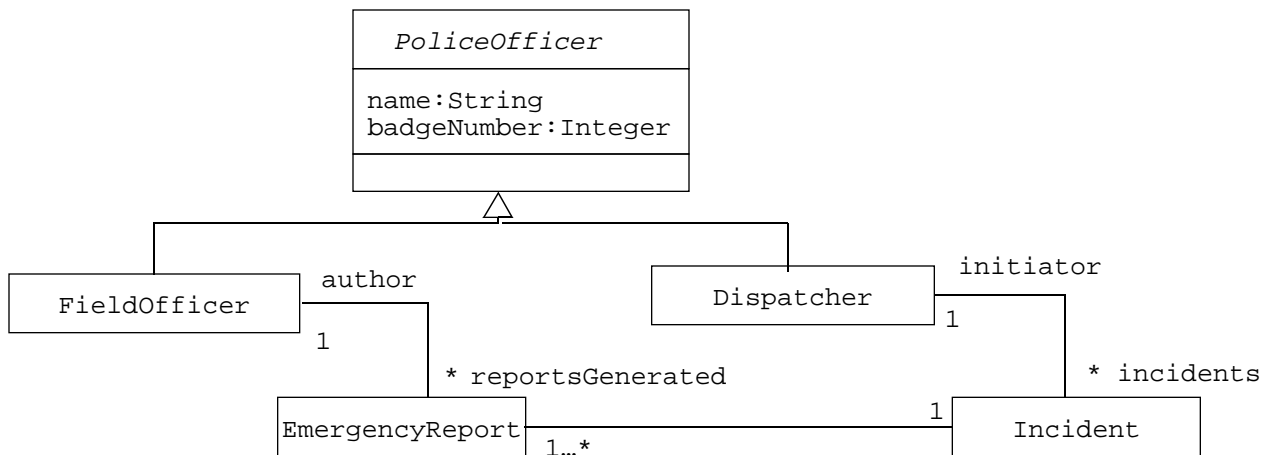 PoliceOfficer
name:String
badgeNumber:Integer
author
initiator
FieldOfficer
Dispatcher
1
1
* reportsGenerated
* incidents
EmergencyReport
1…*
1
Incident